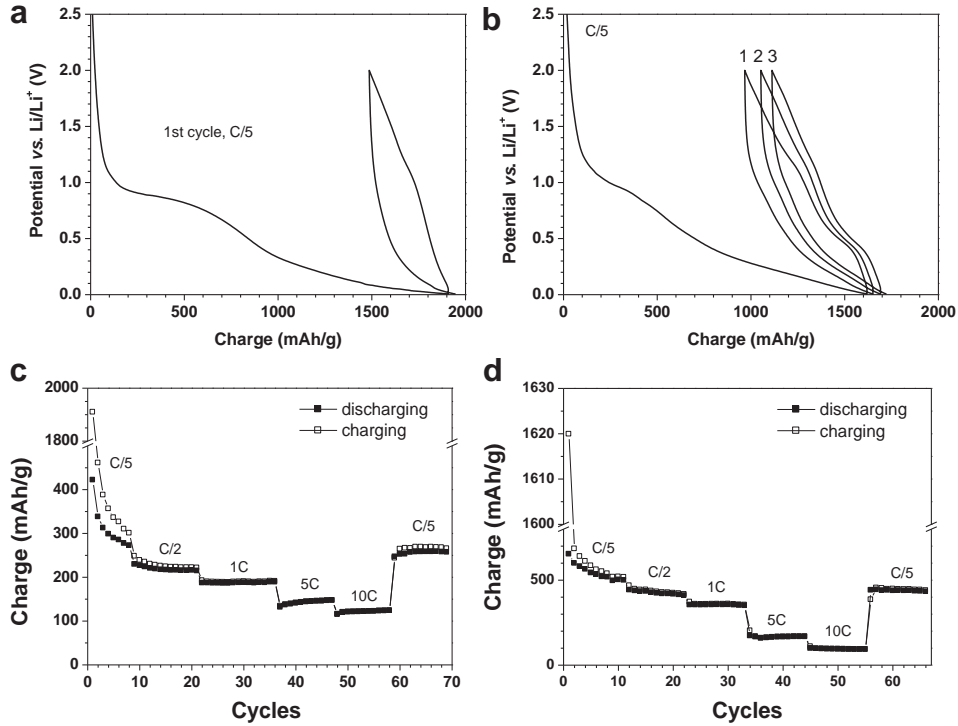 a
2.5
2.0
1.5
1.0
0.5
0.0
Potential vs. Li/Li+ (V)
1st cycle, C/5
0 500 1000 1500 2000
Charge (mAh/g)
b
2.5
2.0
1.5
1.0
0.5
0.0
Potential vs. Li/Li+ (V)
C/5
1 2 3
0 500 1000 1500 2000
Charge (mAh/g)
c
2000
1800
400
300
200
100
0
Charge (mAh/g)
discharging
charging
C/5
C/2
1C
5C
10C
C/5
0 10 20 30 40 50 60 70
Cycles
d
1630
1620
1610
1600
500
0
Charge (mAh/g)
discharging
charging
C/5
C/2
1C
5C
10C
C/5
0 10 20 30 40 50 60
Cycles